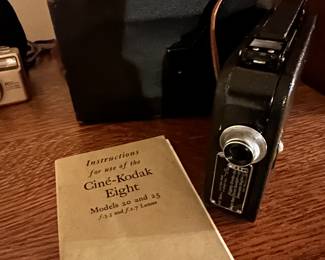 Instructions
for use of the
Ciné-Kodak
Eight
Models 20 and 25
f.3.5 and f.2.7 Lenses